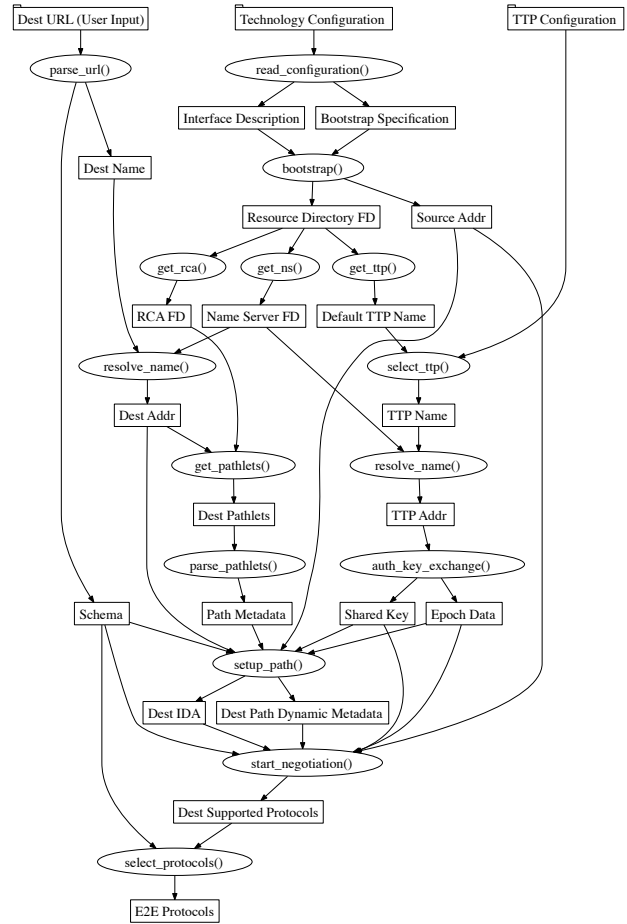 Dest URL (User Input)
Technology Configuration
TTP Configuration
parse_url()
read_configuration()
Interface Description
Bootstrap Specification
Dest Name
bootstrap()
Resource Directory FD
Source Addr
get_rca()
get_ns()
get_ttp()
RCA FD
Name Server FD
Default TTP Name
resolve_name()
select_ttp()
Dest Addr
TTP Name
get_pathlets()
resolve_name()
Dest Pathlets
TTP Addr
parse_pathlets()
auth_key_exchange()
Schema
Path Metadata
Shared Key
Epoch Data
setup_path()
Dest IDA
Dest Path Dynamic Metadata
start_negotiation()
Dest Supported Protocols
select_protocols()
E2E Protocols